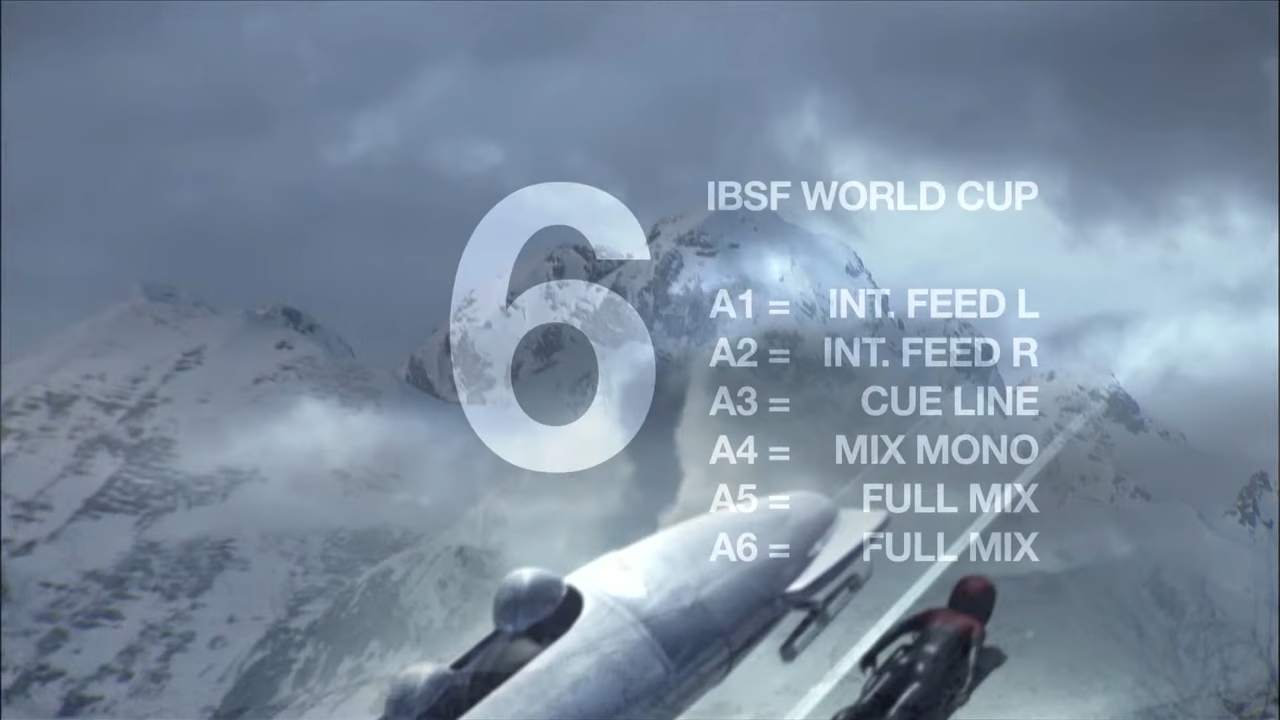 6
IBSF WORLD CUP
A1 = INT. FEED L
A2 = INT. FEED R
A3 = CUE LINE
A4 = MIX MONO
A5 = FULL MIX
A6 = FULL MIX